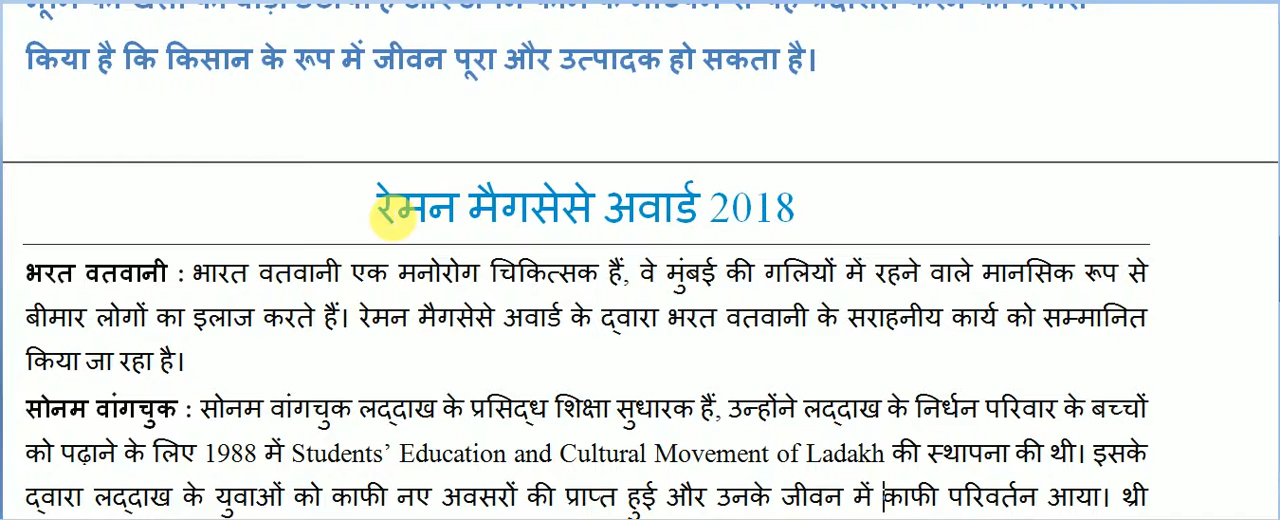 किया है कि किसान के रूप में जीवन पूरा और उत्पादक हो सकता है।
रेमन मैगसेसे अवार्ड 2018
भरत वतवानी : भारत वतवानी एक मनोरोग चिकित्सक हैं, वे मुंबई की गलियों में रहने वाले मानसिक रूप से
बीमार लोगों का इलाज करते हैं। रेमन मैगसेसे अवार्ड के द्वारा भरत वतवानी के सराहनीय कार्य को सम्मानित
किया जा रहा है।
सोनम वांगचुक : सोनम वांगचुक लद्दाख के प्रसिद्ध शिक्षा सुधारक हैं, उन्होंने लद्दाख के निर्धन परिवार के बच्चों
को पढ़ाने के लिए 1988 में Students’ Education and Cultural Movement of Ladakh की स्थापना की थी। इसके
द्वारा लद्दाख के युवाओं को काफी नए अवसरों की प्राप्त हुई और उनके जीवन में काफी परिवर्तन आया। थ्री